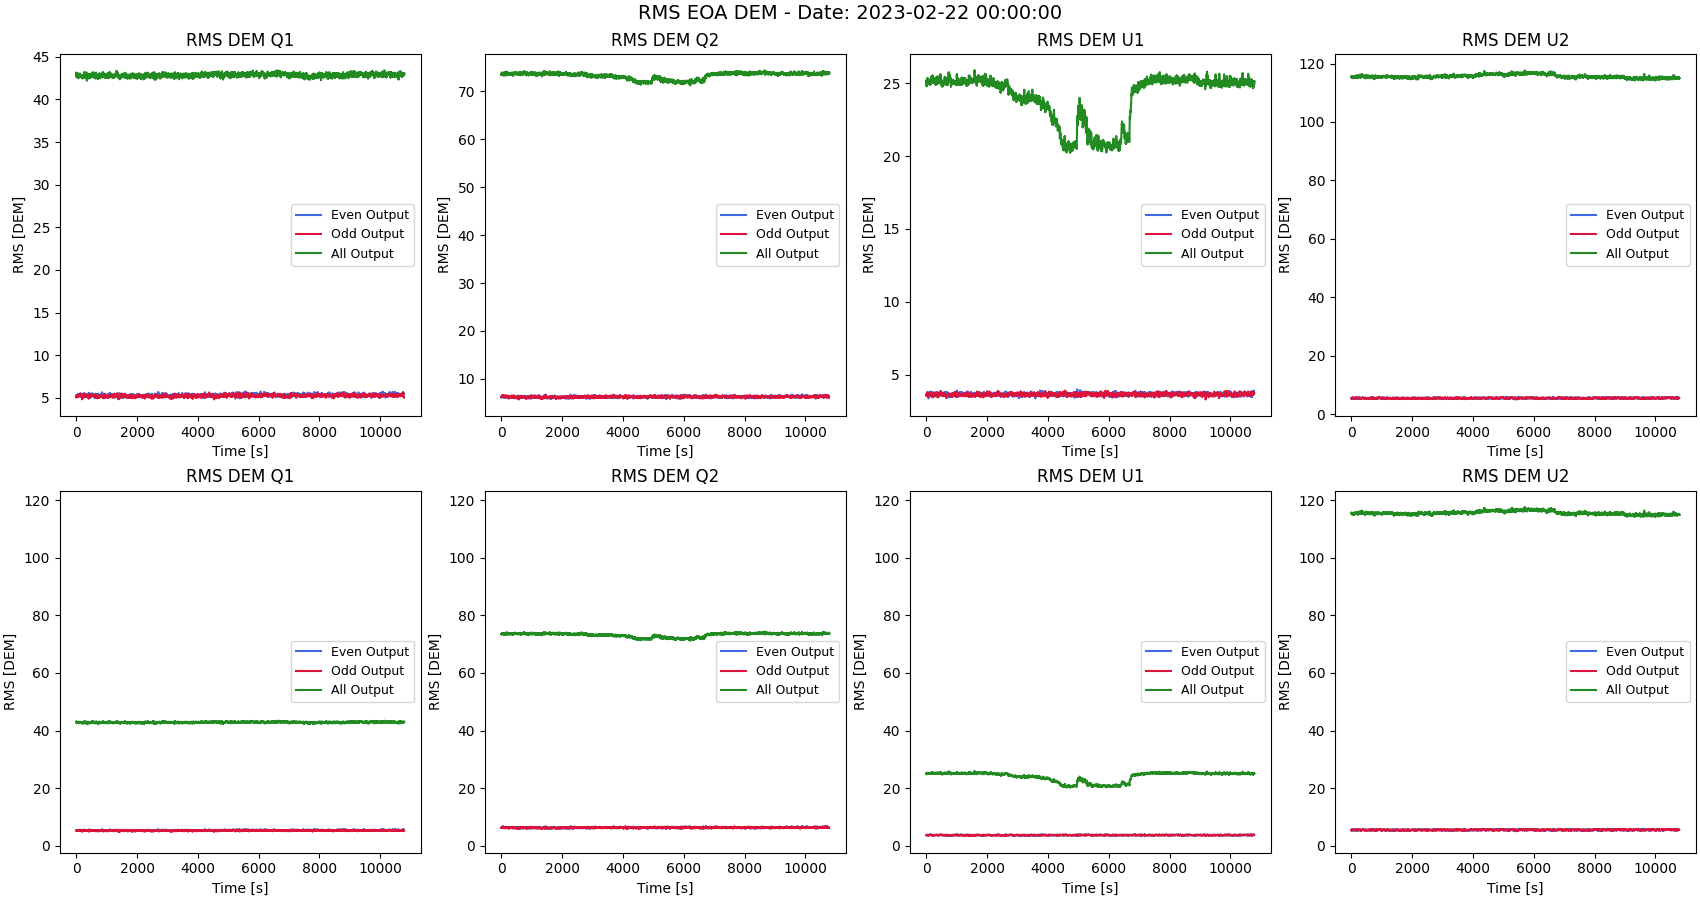 RMS EOA DEM - Date: 2023-02-22 00:00:00
RMS DEM Q1
RMS [DEM]
45
40
35
30
25
20
15
10
5
Even Output
Odd Output
All Output
0 2000 4000 6000 8000 10000
Time [s]
RMS DEM Q2
RMS [DEM]
70
60
50
40
30
20
10
Even Output
Odd Output
All Output
0 2000 4000 6000 8000 10000
Time [s]
RMS DEM U1
RMS [DEM]
25
20
15
10
5
Even Output
Odd Output
All Output
0 2000 4000 6000 8000 10000
Time [s]
RMS DEM U2
RMS [DEM]
120
100
80
60
40
20
0
Even Output
Odd Output
All Output
0 2000 4000 6000 8000 10000
Time [s]
RMS DEM Q1
RMS [DEM]
120
100
80
60
40
20
0
Even Output
Odd Output
All Output
0 2000 4000 6000 8000 10000
Time [s]
RMS DEM Q2
RMS [DEM]
120
100
80
60
40
20
0
Even Output
Odd Output
All Output
0 2000 4000 6000 8000 10000
Time [s]
RMS DEM U1
RMS [DEM]
120
100
80
60
40
20
0
Even Output
Odd Output
All Output
0 2000 4000 6000 8000 10000
Time [s]
RMS DEM U2
RMS [DEM]
120
100
80
60
40
20
0
Even Output
Odd Output
All Output
0 2000 4000 6000 8000 10000
Time [s]